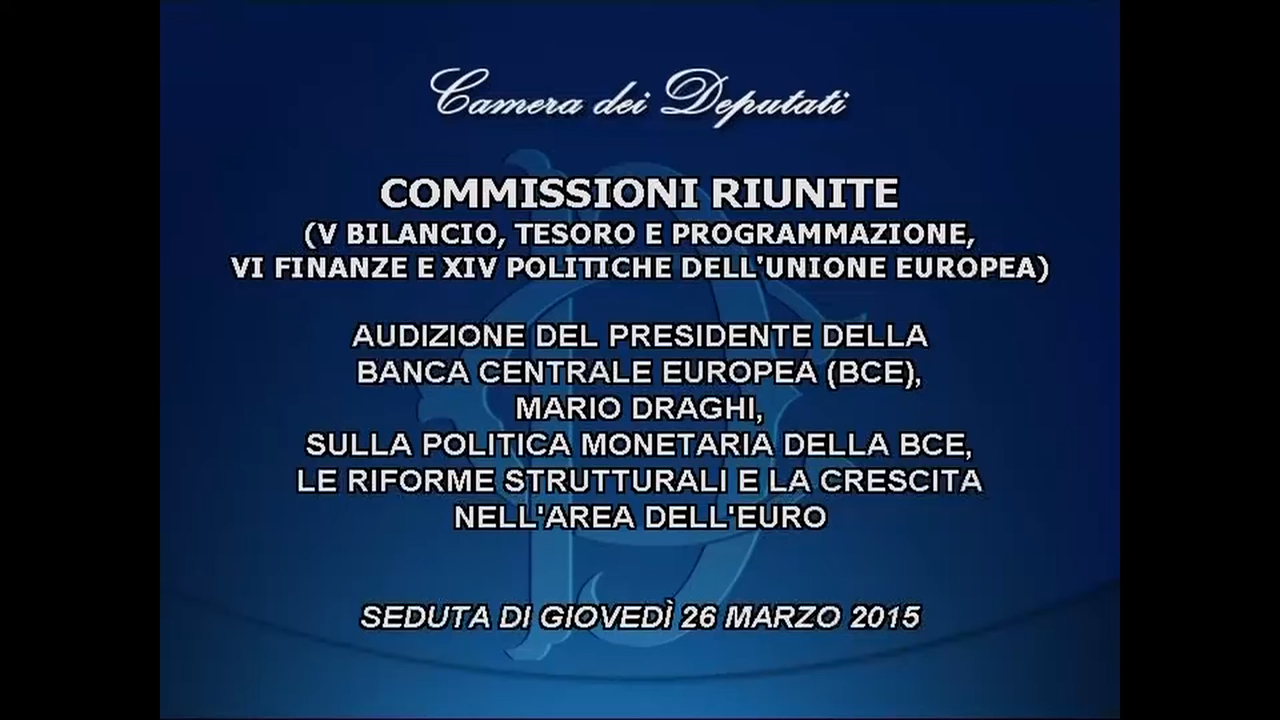 Camera dei Deputati
COMMISSIONI RIUNITE
(V BILANCIO, TESORO E PROGRAMMAZIONE,
VI FINANZE E XIV POLITICHE DELL'UNIONE EUROPEA)
AUDIZIONE DEL PRESIDENTE DELLA
BANCA CENTRALE EUROPEA (BCE),
MARIO DRAGHI,
SULLA POLITICA MONETARIA DELLA BCE,
LE RIFORME STRUTTURALI E LA CRESCITA
NELL'AREA DELL'EURO
SEDUTA DI GIOVEDÌ 26 MARZO 2015